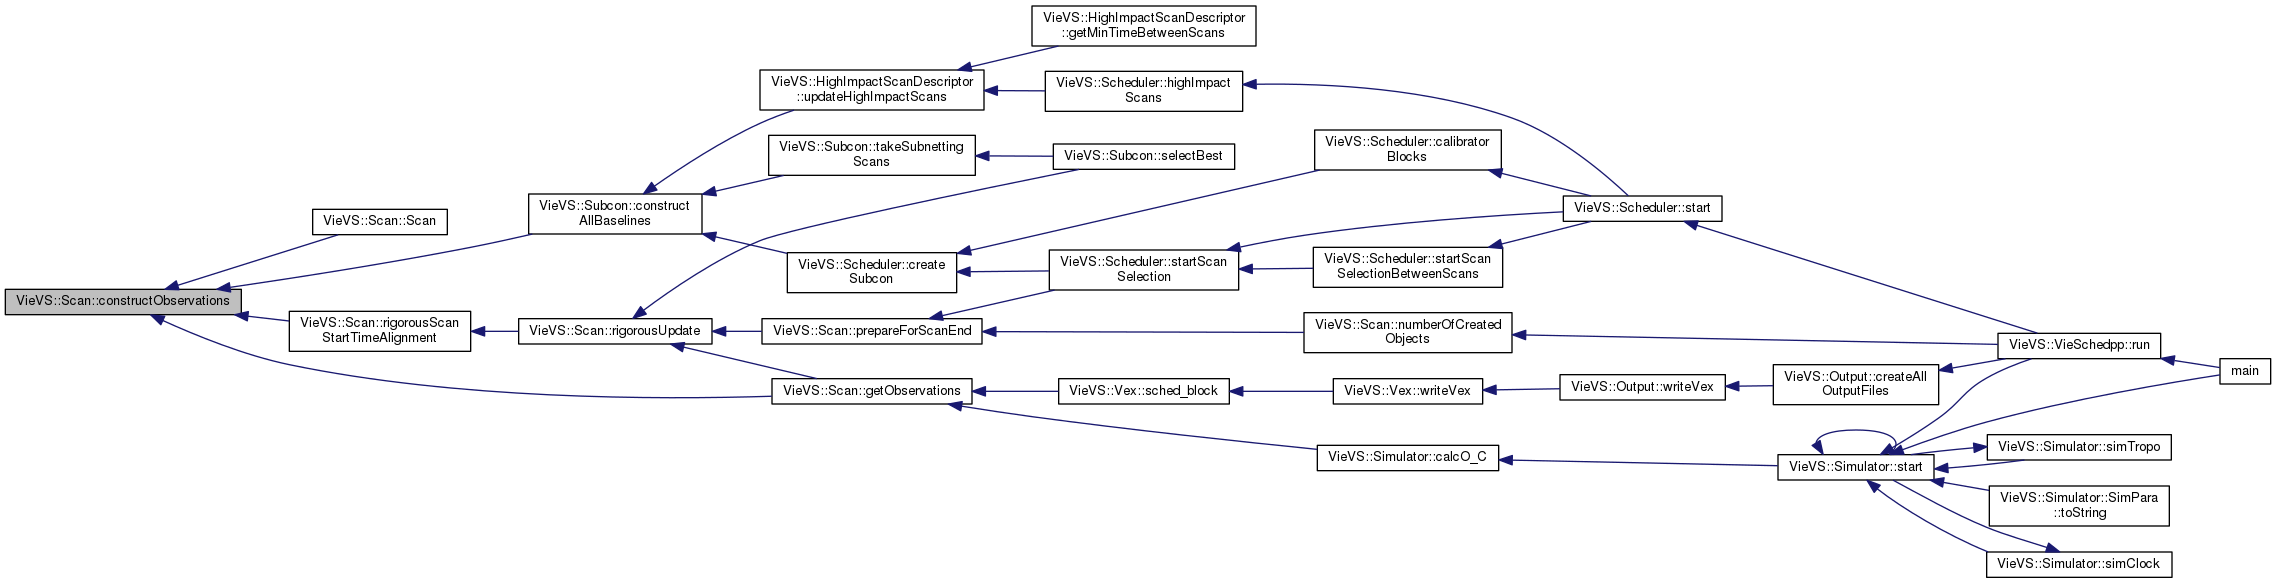 VieVS::HighImpactScanDescriptor
::getMinTimeBetweenScans
VieVS::HighImpactScanDescriptor
::updateHighImpactScans
VieVS::Scheduler::highImpact
Scans
VieVS::Subcon::takeSubnetting
Scans
VieVS::Subcon::selectBest
VieVS::Scheduler::calibrator
Blocks
VieVS::Scan::Scan
VieVS::Subcon::construct
AllBaselines
VieVS::Scheduler::start
VieVS::Scheduler::create
Subcon
VieVS::Scheduler::startScan
Selection
VieVS::Scheduler::startScan
SelectionBetweenScans
VieVS::Scan::constructObservations
VieVS::Scan::rigorousScan
StartTimeAlignment
VieVS::Scan::rigorousUpdate
VieVS::Scan::prepareForScanEnd
VieVS::Scan::numberOfCreated
Objects
VieVS::VieSchedpp::run
main
VieVS::Scan::getObservations
VieVS::Vex::sched_block
VieVS::Vex::writeVex
VieVS::Output::writeVex
VieVS::Output::createAll
OutputFiles
VieVS::Simulator::calcO_C
VieVS::Simulator::start
VieVS::Simulator::simTropo
VieVS::Simulator::SimPara
::toString
VieVS::Simulator::simClock